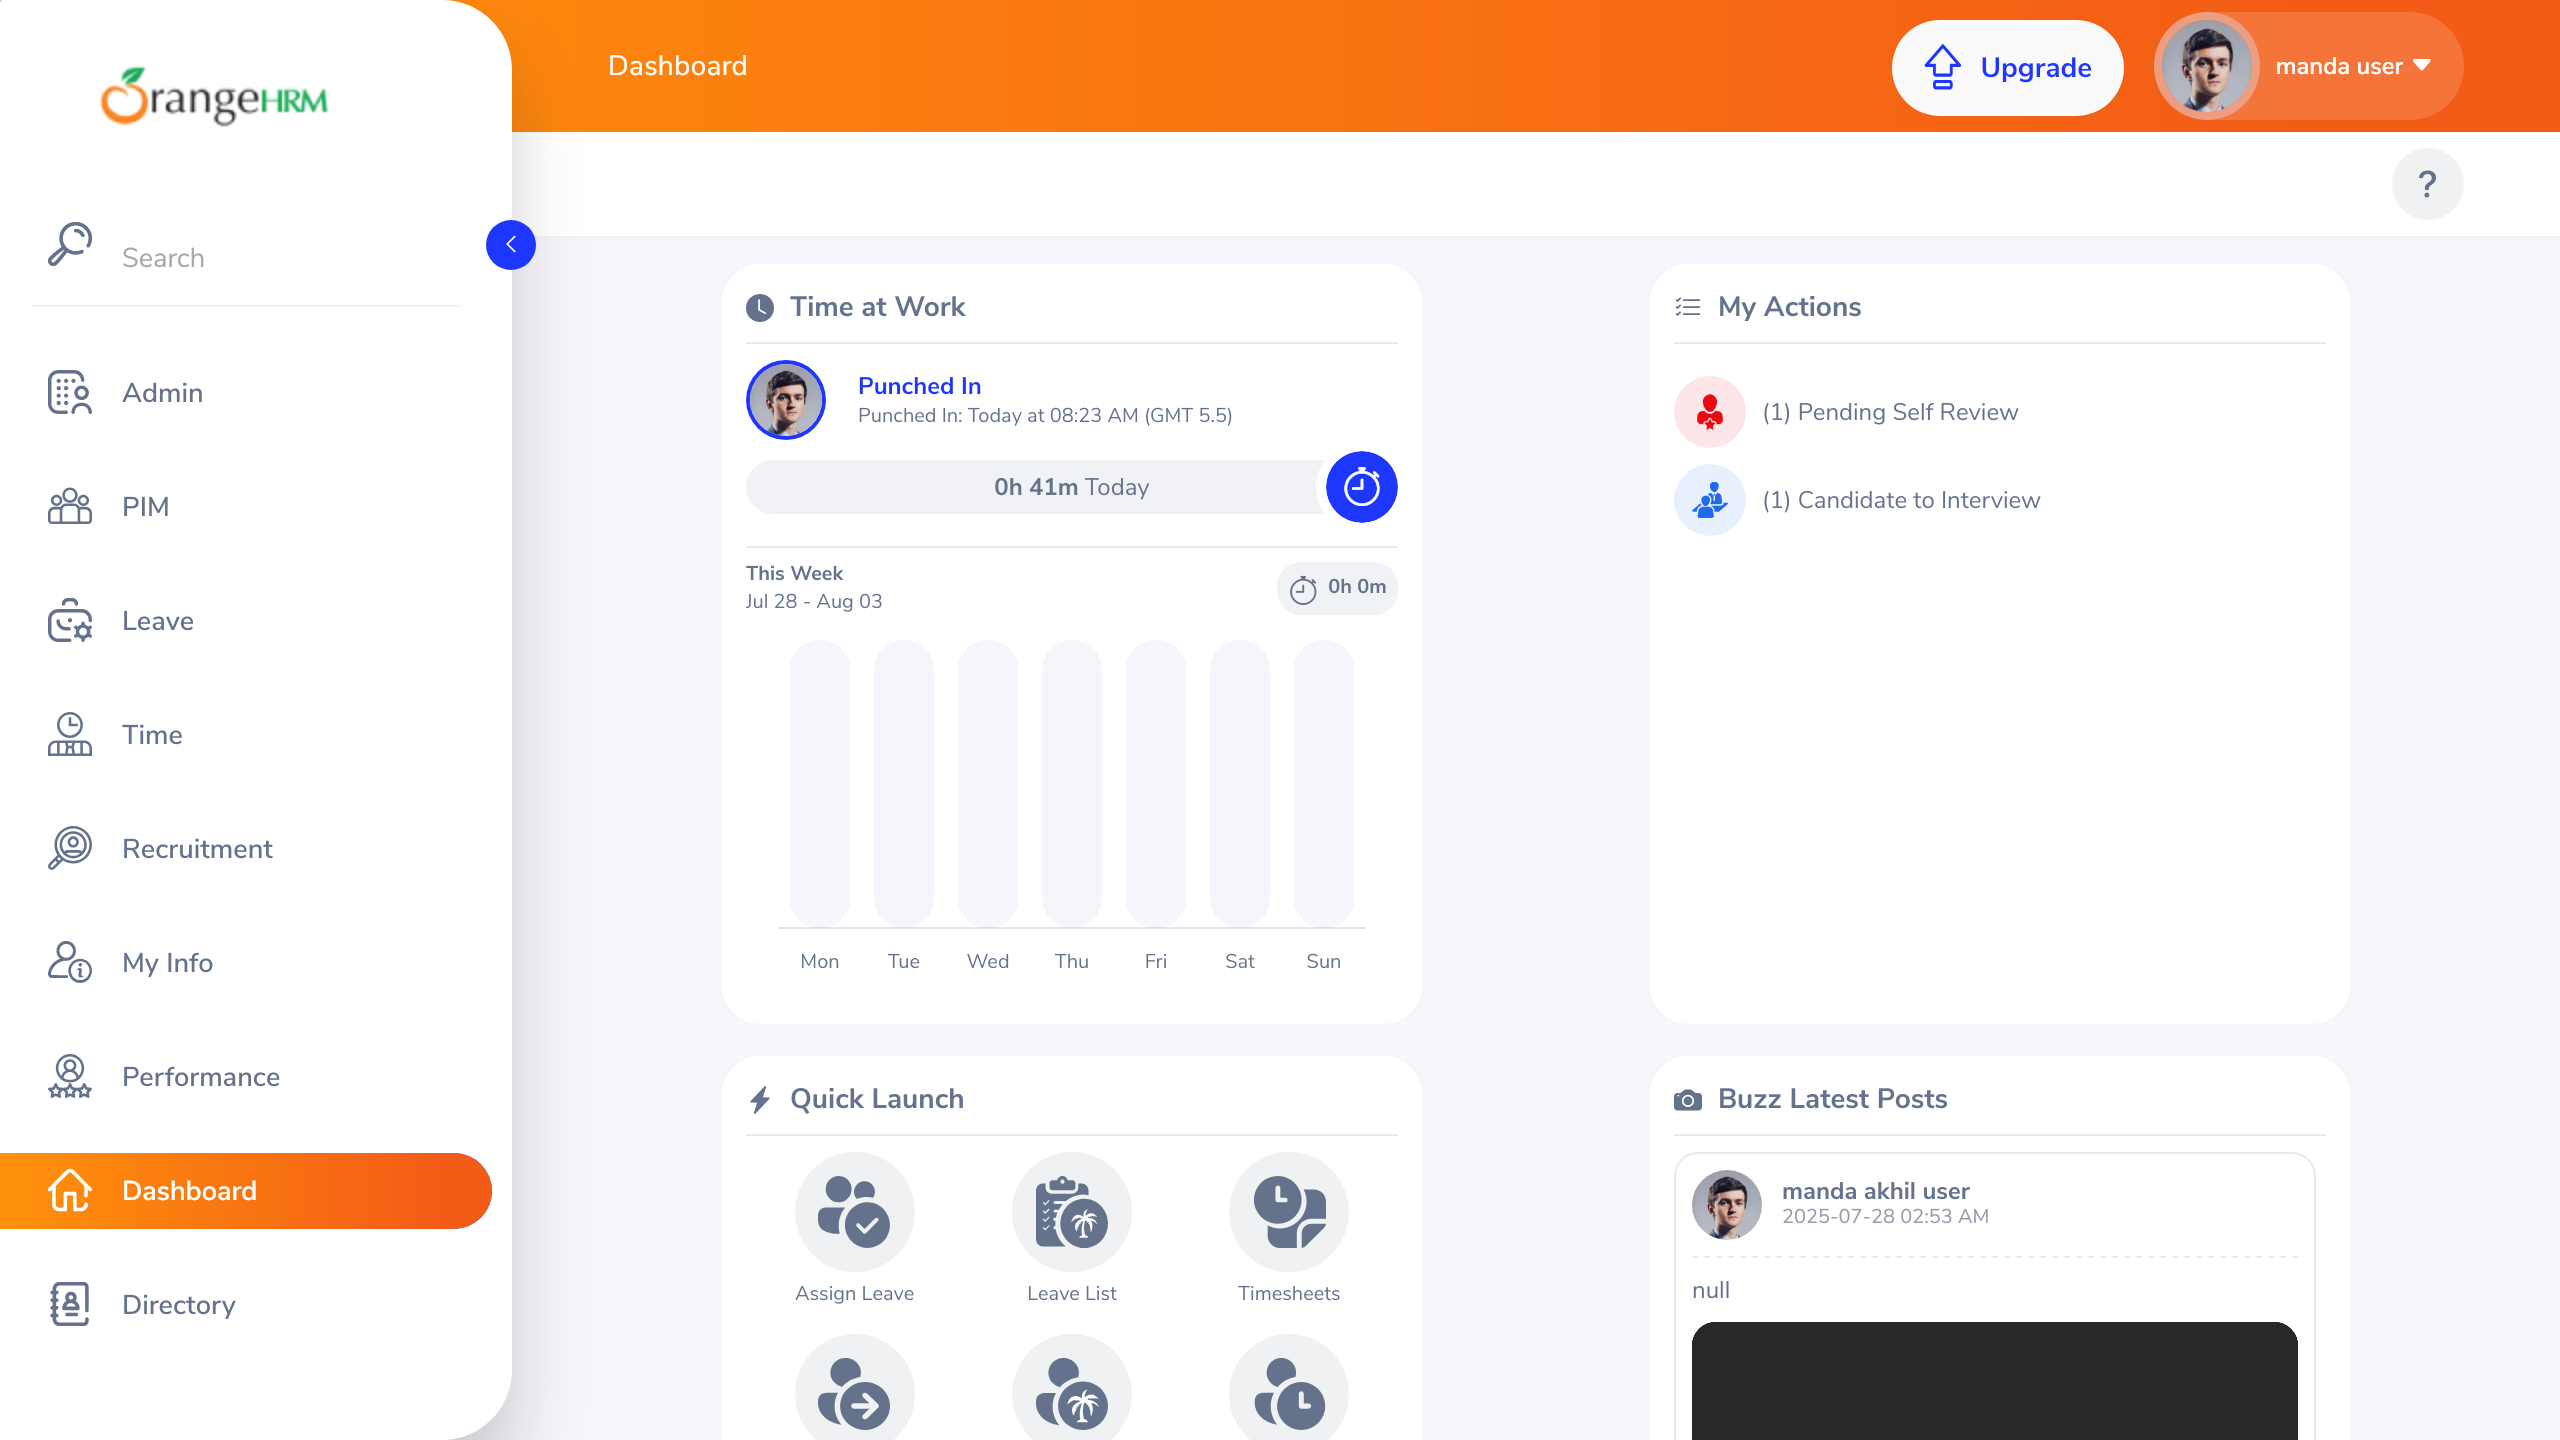 OrangeHRM
Dashboard
Upgrade
manda user
?
Search
Admin
PIM
Leave
Time
Recruitment
My Info
Performance
Dashboard
Directory
Time at Work
Punched In
Punched In: Today at 08:23 AM (GMT 5.5)
0h 41m Today
This Week
Jul 28 - Aug 03
0h 0m
Mon Tue Wed Thu Fri Sat Sun
My Actions
(1) Pending Self Review
(1) Candidate to Interview
Quick Launch
Assign Leave
Leave List
Timesheets
Buzz Latest Posts
manda akhil user
2025-07-28 02:53 AM
null